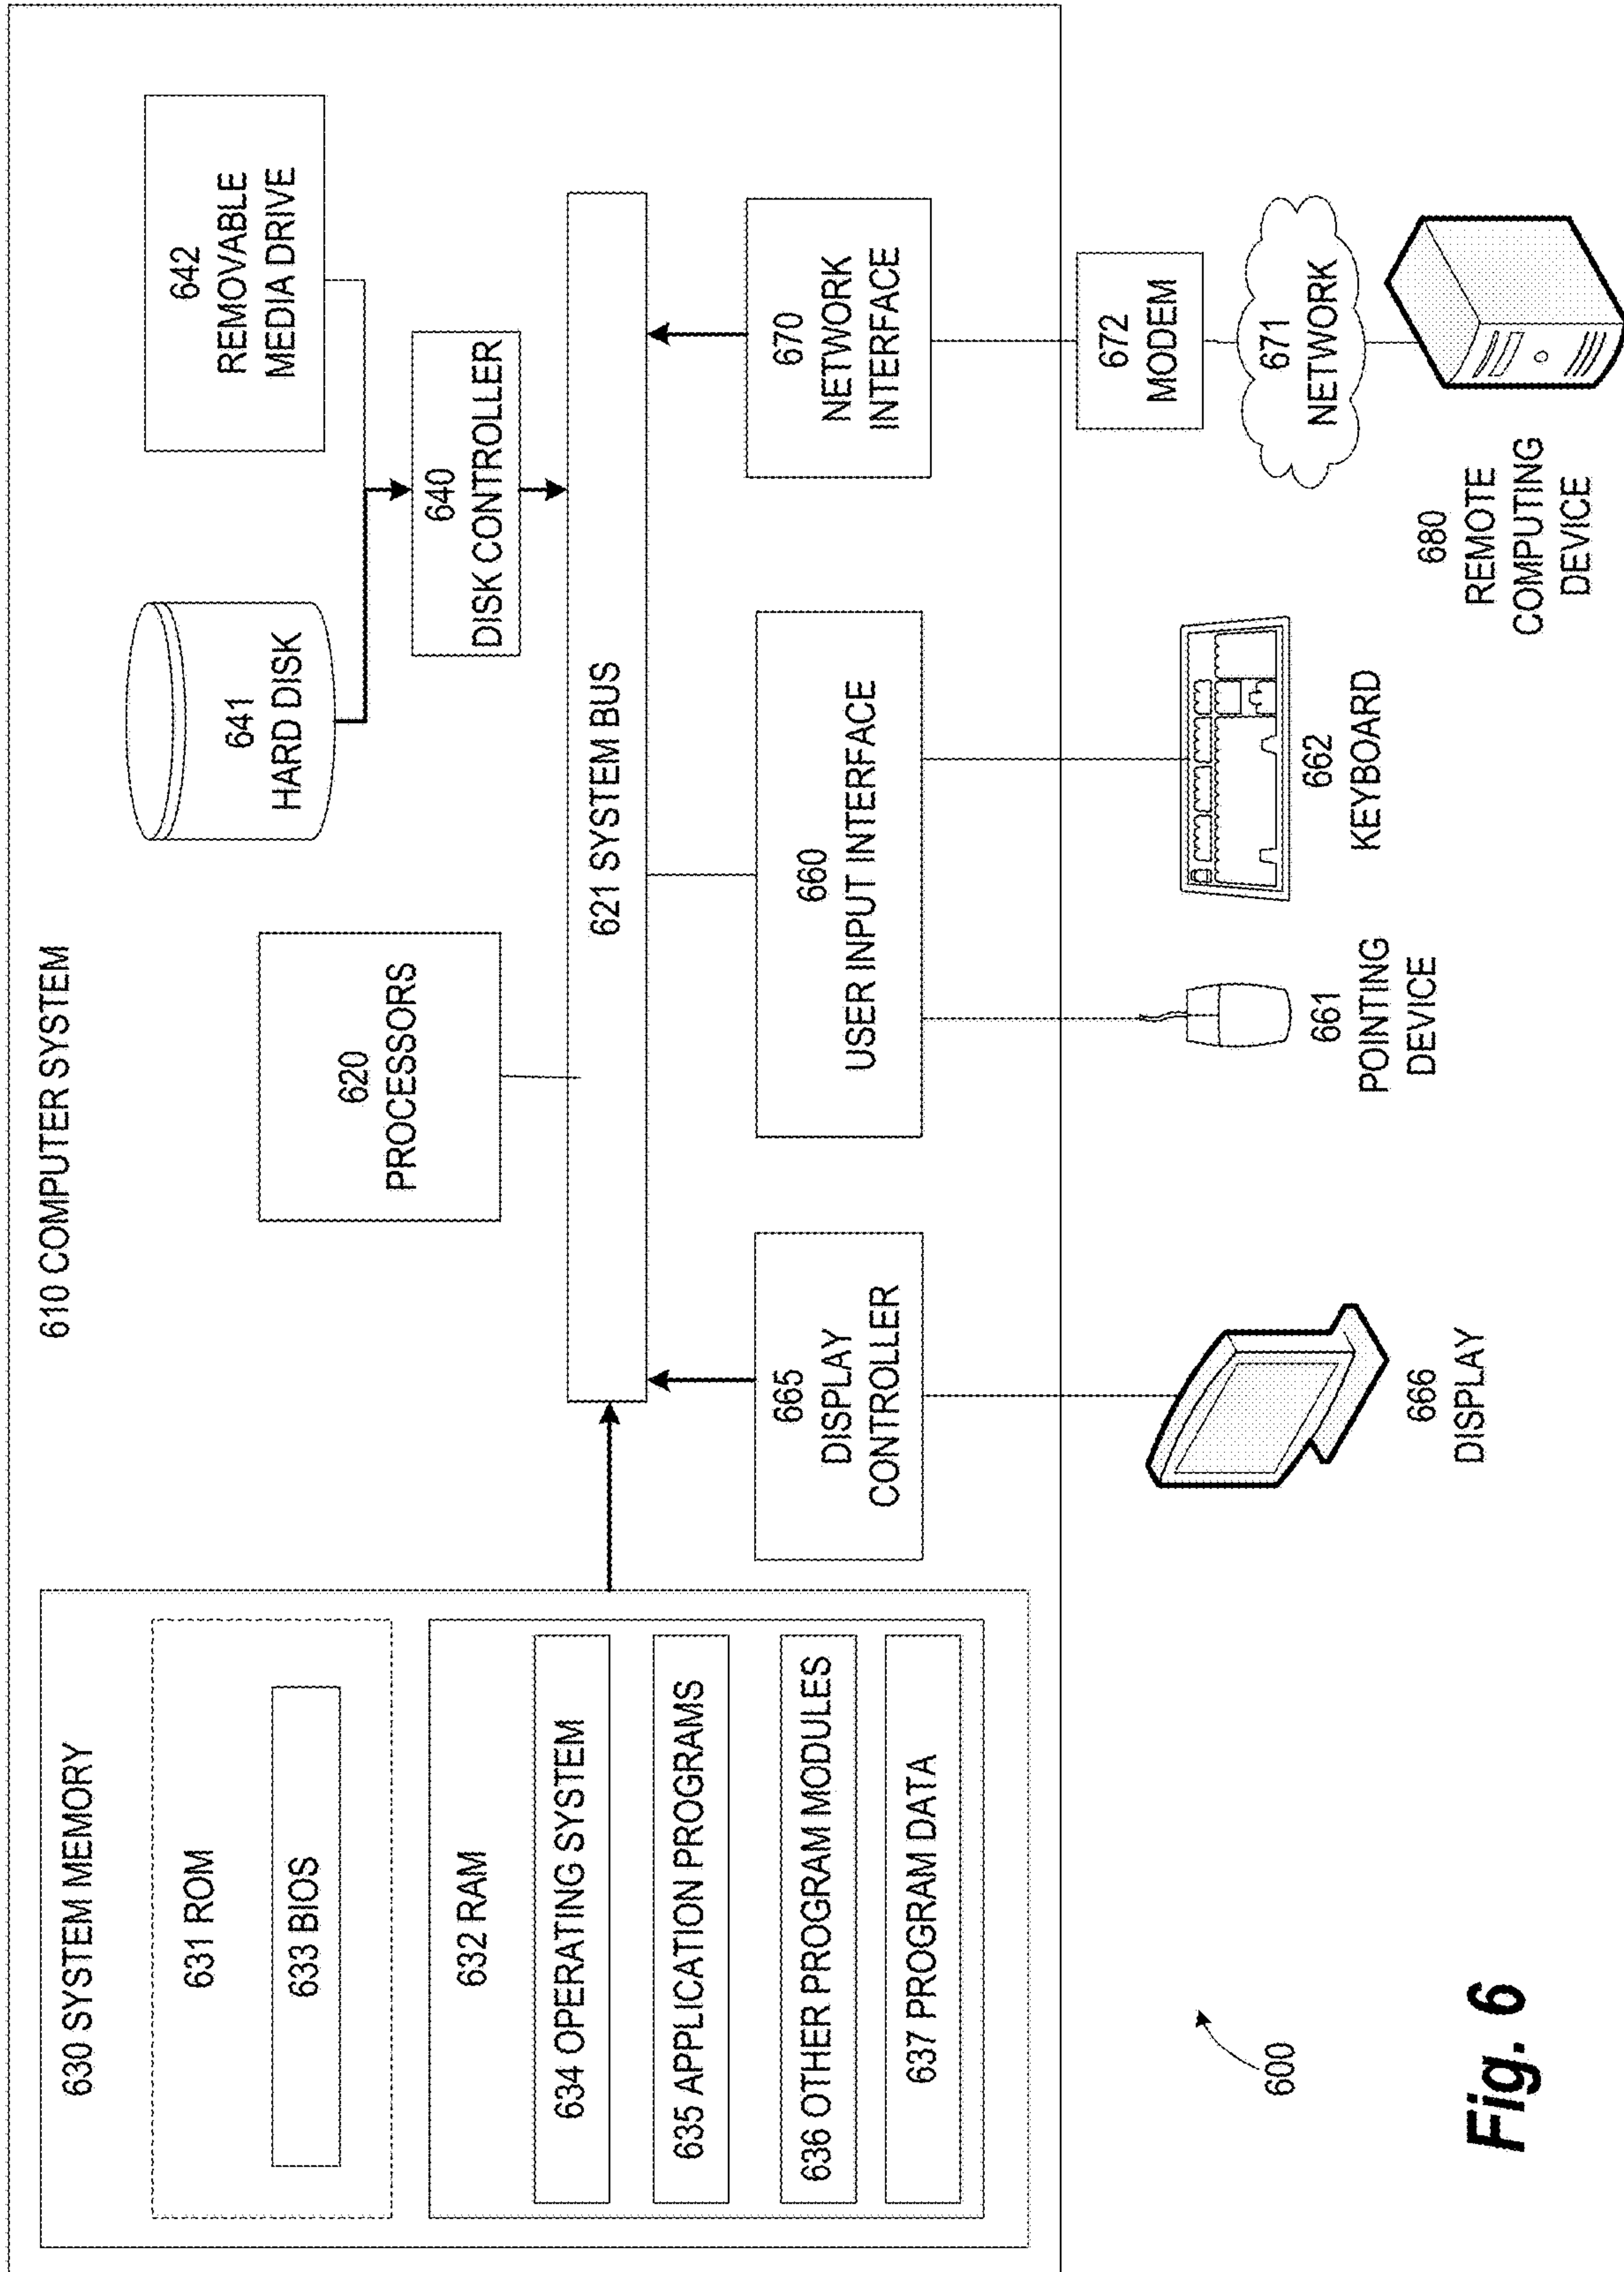 610 COMPUTER SYSTEM
630 SYSTEM MEMORY
631 ROM
633 BIOS
632 RAM
634 OPERATING SYSTEM
635 APPLICATION PROGRAMS
636 OTHER PROGRAM MODULES
637 PROGRAM DATA
620
PROCESSORS
641
HARD DISK
642
REMOVABLE
MEDIA DRIVE
640
DISK CONTROLLER
621 SYSTEM BUS
665
DISPLAY
CONTROLLER
660
USER INPUT INTERFACE
670
NETWORK
INTERFACE
672
MODEM
671
NETWORK
666
DISPLAY
661
POINTING
DEVICE
662
KEYBOARD
680
REMOTE
COMPUTING
DEVICE
600
Fig. 6